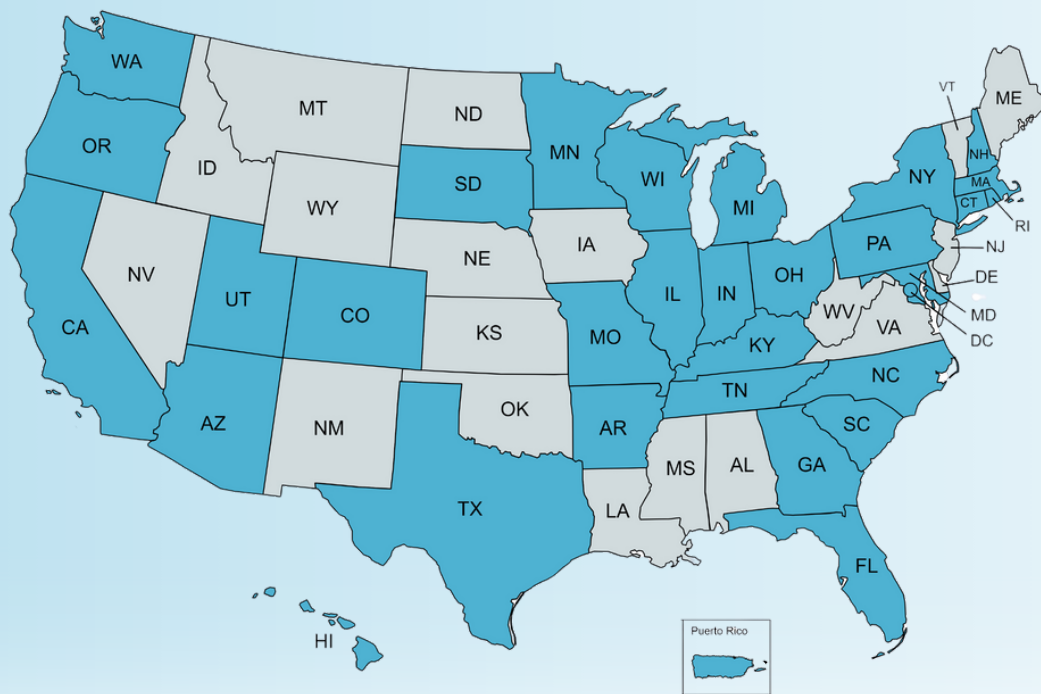 WA
MT
ND
MN
VT
ME
OR
ID
SD
WI
MI
NY
NH
MA
CT
RI
WY
NV
NE
IA
PA
NJ
UT
CO
IL
IN
OH
DE
CA
KS
MO
WV
VA
MD
DC
KY
AZ
NM
OK
AR
TN
NC
SC
TX
LA
MS
AL
GA
FL
HI
Puerto Rico